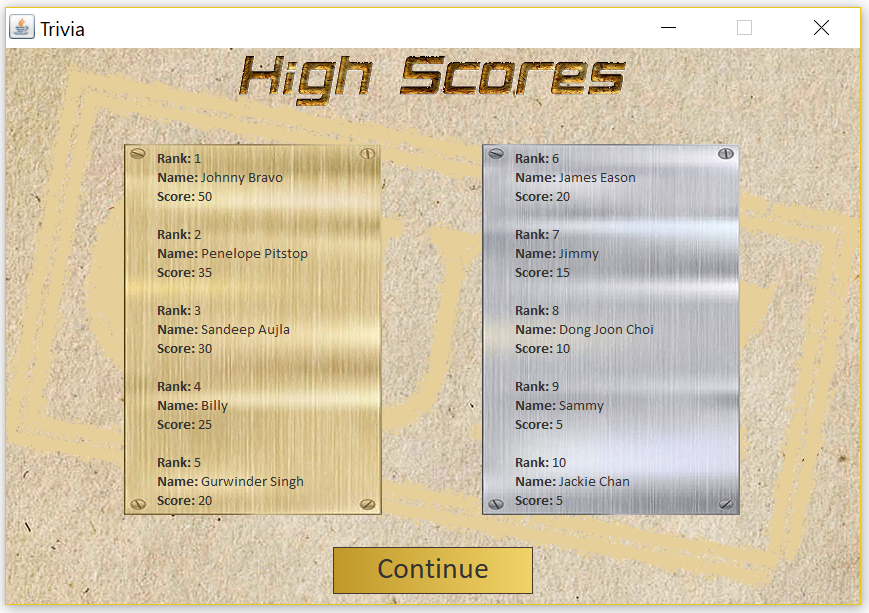 Trivia
High Scores
Rank: 1
Name: Johnny Bravo
Score: 50
Rank: 2
Name: Penelope Pitstop
Score: 35
Rank: 3
Name: Sandeep Aujla
Score: 30
Rank: 4
Name: Billy
Score: 25
Rank: 5
Name: Gurwinder Singh
Score: 20
Rank: 6
Name: James Eason
Score: 20
Rank: 7
Name: Jimmy
Score: 15
Rank: 8
Name: Dong Joon Choi
Score: 10
Rank: 9
Name: Sammy
Score: 5
Rank: 10
Name: Jackie Chan
Score: 5
Continue